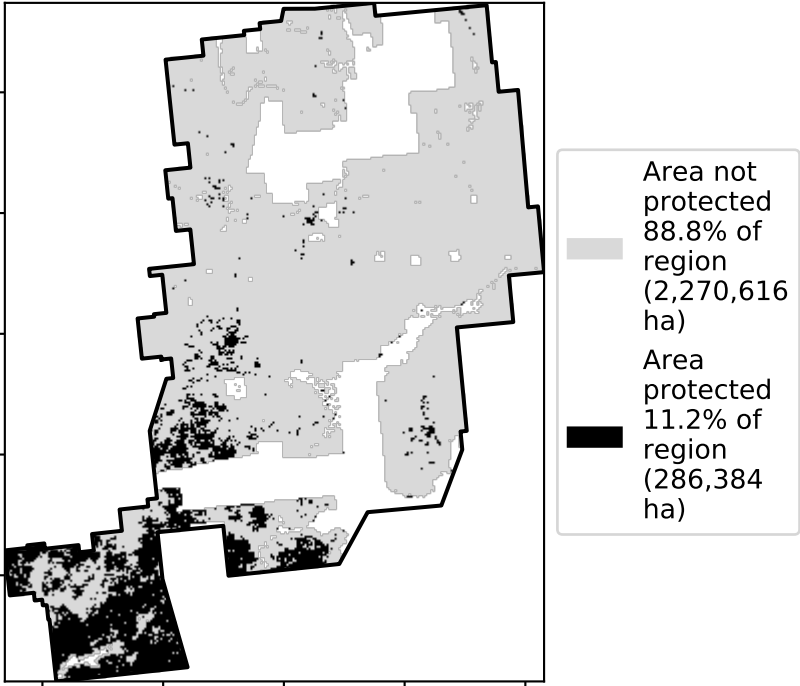 Area not
protected
88.8% of
region
(2,270,616
ha)
Area
protected
11.2% of
region
(286,384
ha)